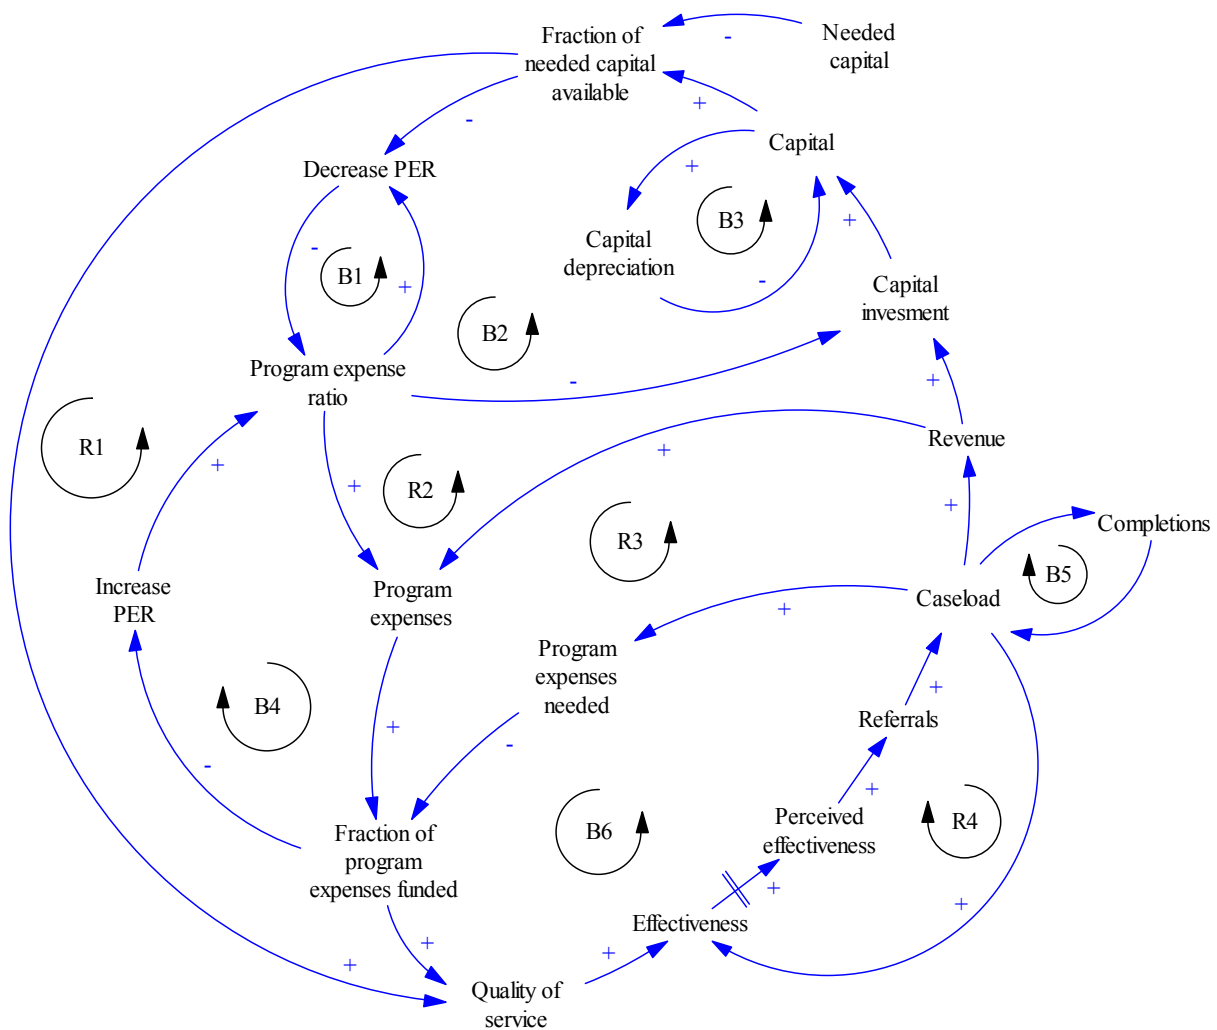 Fraction of
needed capital
available
Needed
capital
-
+
-
Capital
Decrease PER
+
B3
+
Capital
depreciation
-
-
B1
+
B2
Capital
invesment
Program expense
ratio
-
+
R1
+
Revenue
+
+
R2
+
R3
+
Completions
B5
Increase
PER
Program
expenses
Caseload
+
Program
expenses
needed
+
B4
Referrals
+
-
-
+
Perceived
effectiveness
R4
B6
Fraction of
program
expenses funded
+
+
Effectiveness
+
+
+
Quality of
service